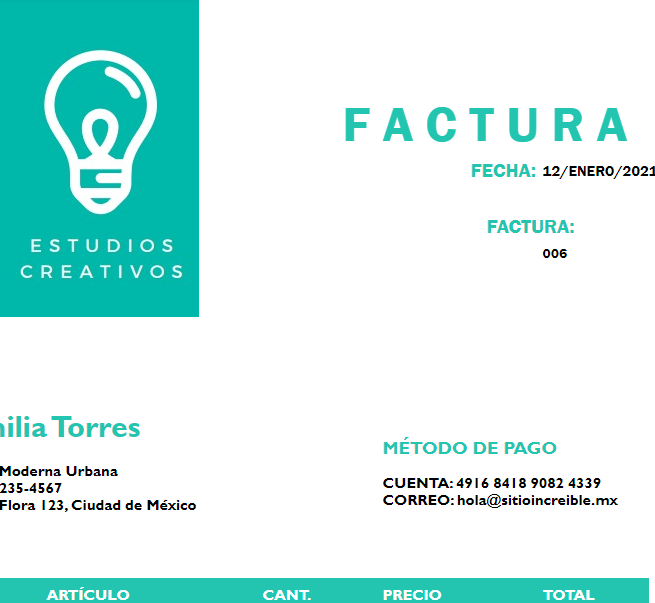 ESTUDIOS
CREATIVOS
FACTURA
FECHA: 12/ENERO/2021
FACTURA:
006
ilia Torres
Moderna Urbana
235-4567
Flora 123, Ciudad de México
MÉTODO DE PAGO
CUENTA: 4916 8418 9082 4339
CORREO: hola@sitioincreible.mx
ARTÍCULO CANT. PRECIO TOTAL